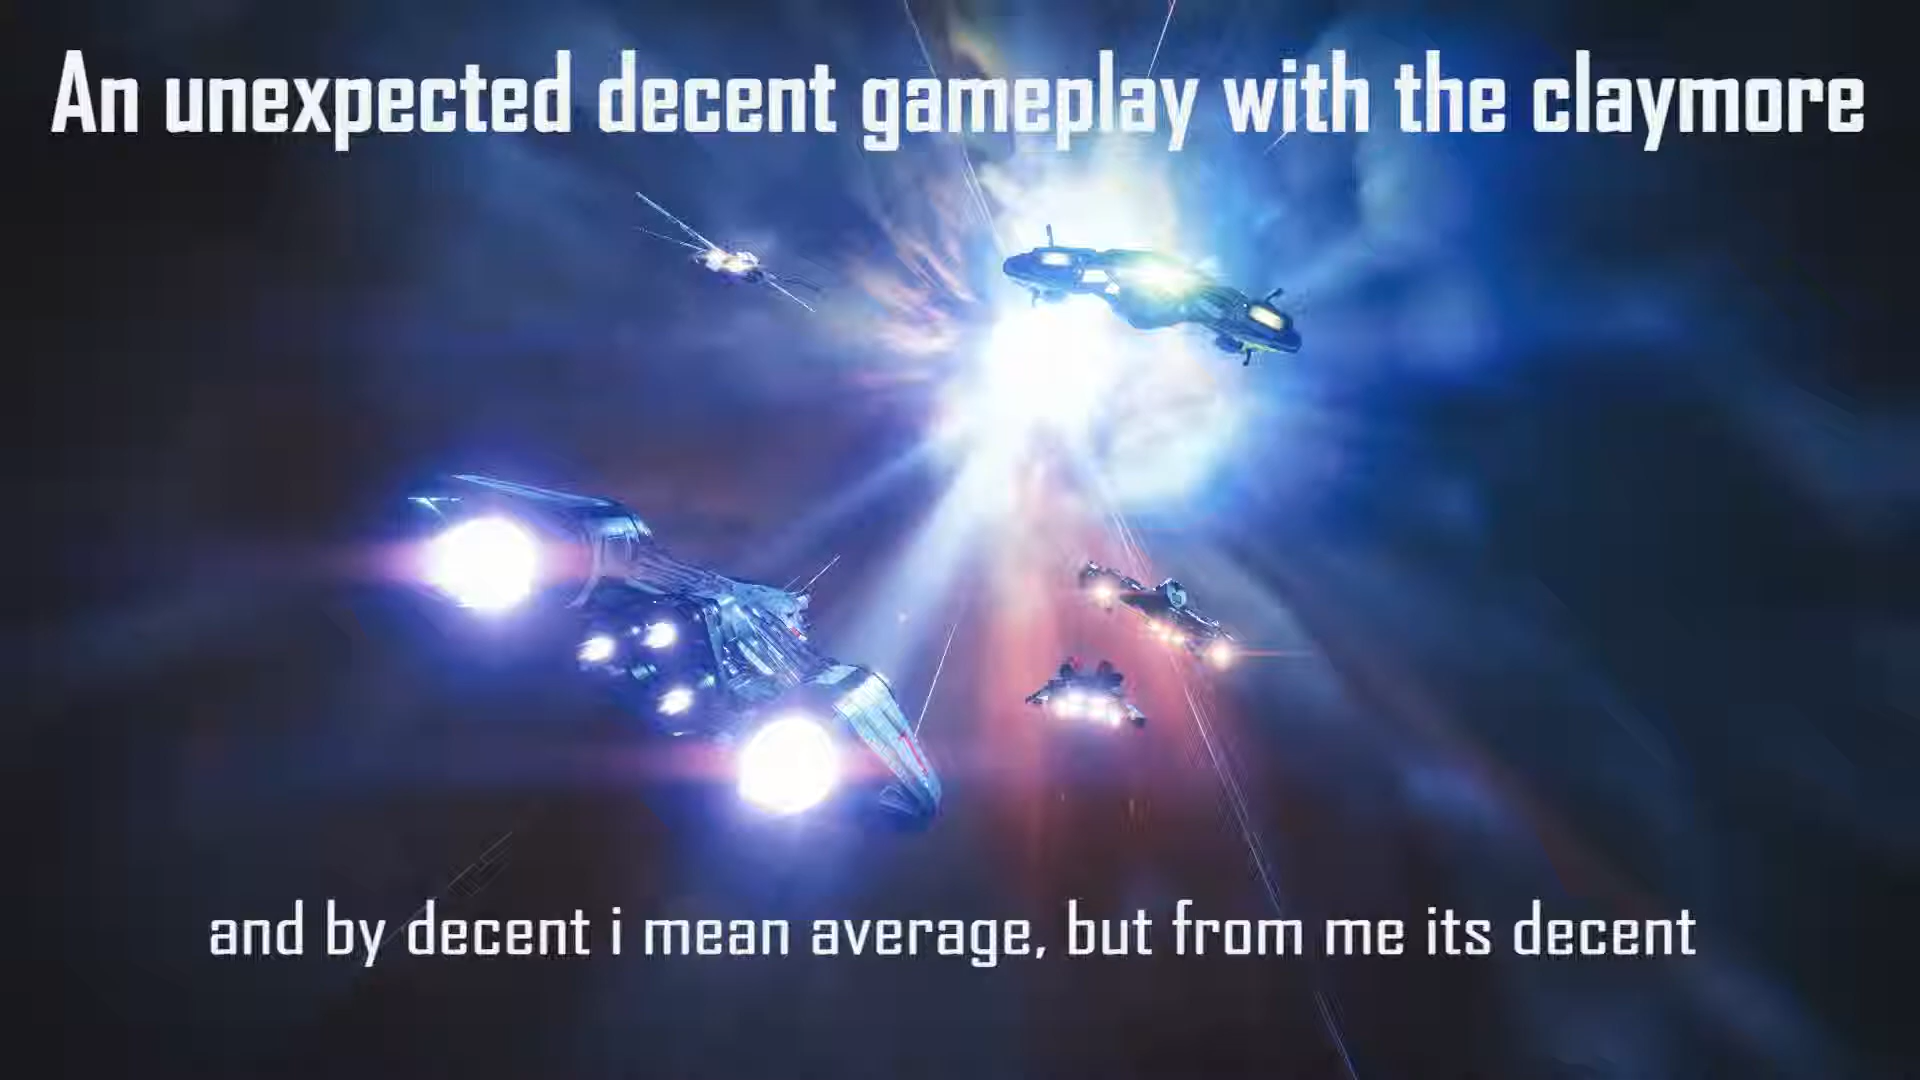 An unexpected decent gameplay with the claymore
and by decent i mean average, but from me its decent